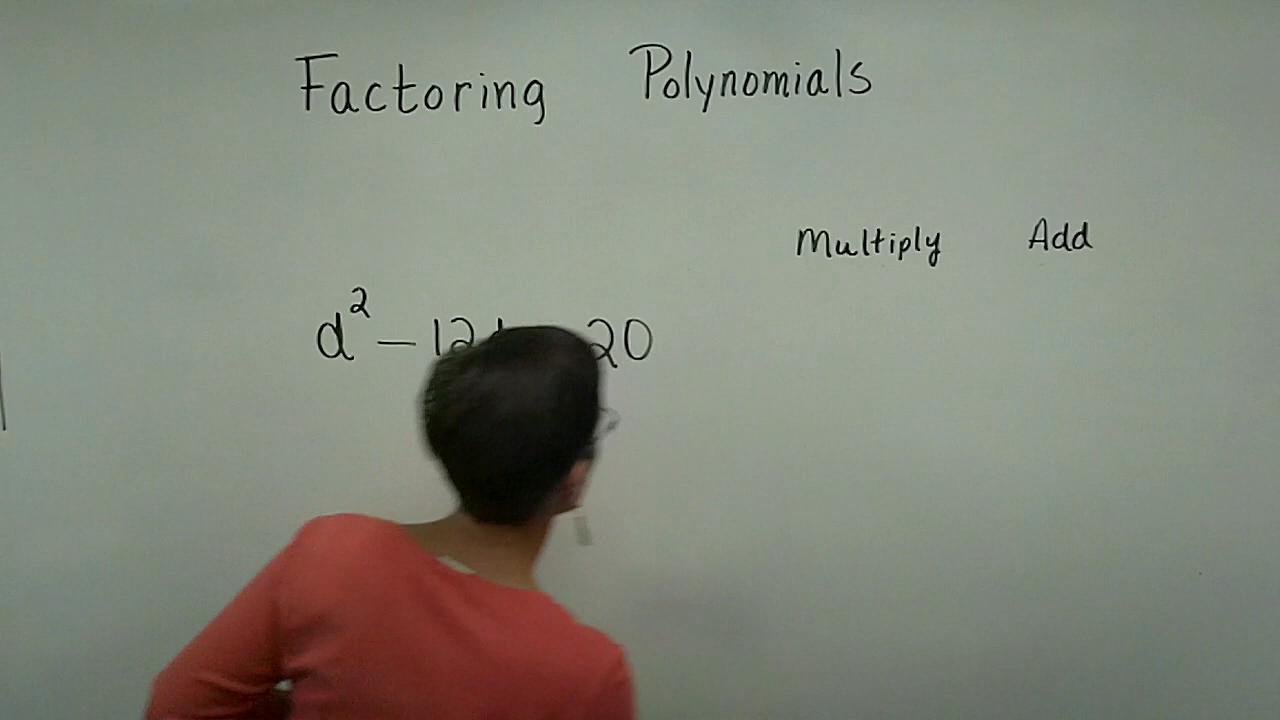 Factoring Polynomials
Multiply Add
d² – 12 20